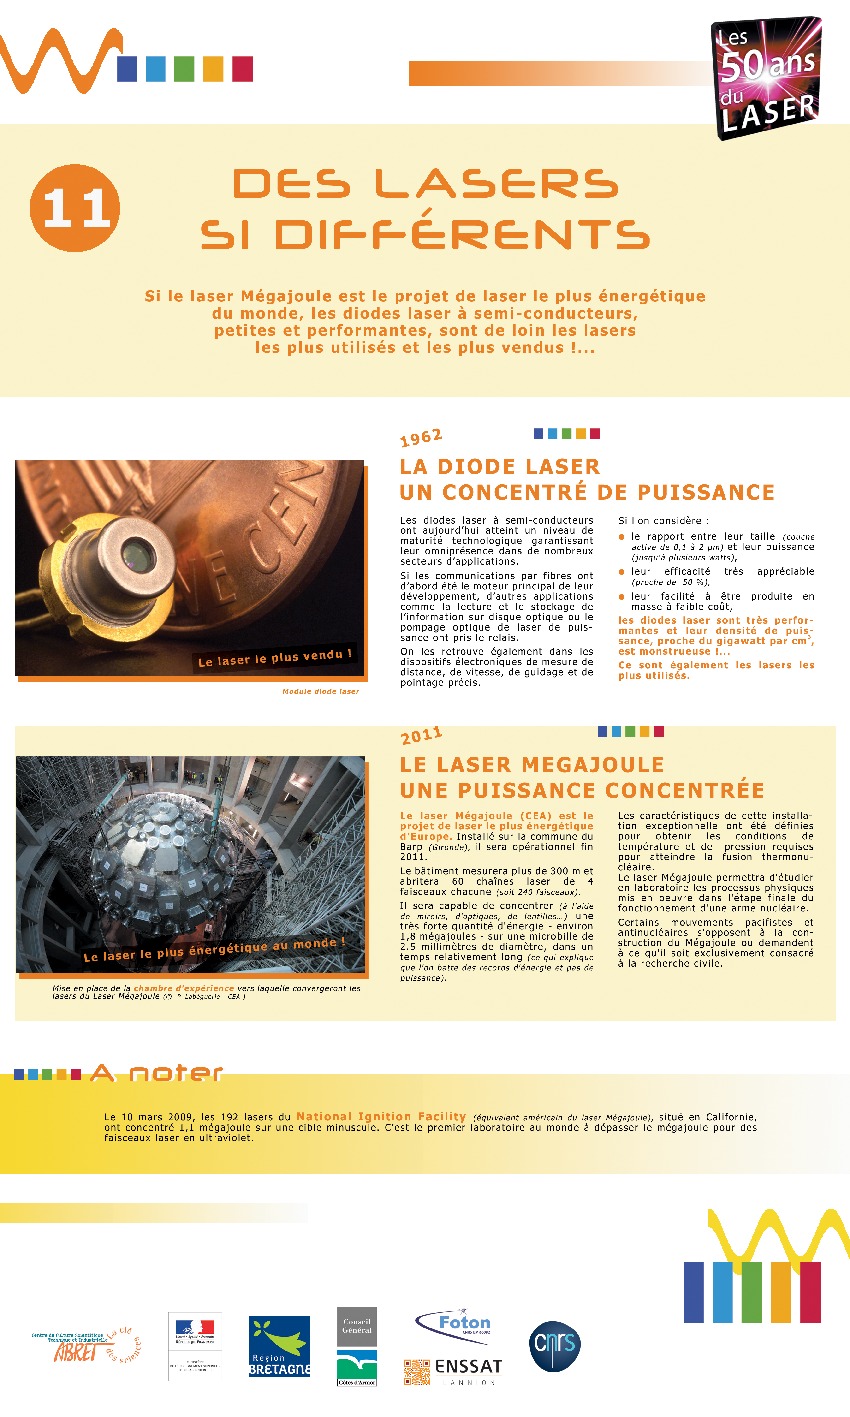 Les
50 ans
du
LASER
11
DES LASERS
SI DIFFÉRENTS
Si le laser Mégajoule est le projet de laser le plus énergétique
du monde, les diodes laser à semi-conducteurs,
petites et performantes, sont de loin les lasers
les plus utilisés et les plus vendus !...
1962
LA DIODE LASER
UN CONCENTRÉ DE PUISSANCE
Le laser le plus vendu !
Module diode laser
Les diodes laser à semi-conducteurs
ont aujourd'hui atteint un niveau de
maturité technologique garantissant
leur omniprésence dans de nombreux
secteurs d'applications.
Si les communications par fibres ont
d'abord été le moteur principal de leur
développement, d'autres applications
comme la lecture et le stockage de
l'information sur disque optique ou le
pompage optique de laser de puis-
sance ont pris le relais.
On les retrouve également dans les
dispositifs électroniques de mesure de
distance, de vitesse, de guidage et de
pointage précis.
Si l'on considère :
le rapport entre leur taille (couche
active de 0,1 à 2 µm) et leur puissance
(jusqu'à plusieurs watts),
leur efficacité très appréciable
(proche de 50 %),
leur facilité à être produite en
masse à faible coût,
les diodes laser sont très perfor-
mantes et leur densité de puis-
sance, proche du gigawatt par cm²,
est monstrueuse !...
Ce sont également les lasers les
plus utilisés.
2011
LE LASER MEGAJOULE
UNE PUISSANCE CONCENTRÉE
Le laser le plus énergétique au monde !
Mise en place de la chambre d'expérience vers laquelle convergeront les
lasers du Laser Mégajoule (© P. Labèguerie - CEA )
Le laser Mégajoule (CEA) est le
projet de laser le plus énergétique
d'Europe. Installé sur la commune du
Barp (Gironde), il sera opérationnel fin
2011.
Le bâtiment mesurera plus de 300 m et
abritera 60 chaînes laser de 4
faisceaux chacune (soit 240 faisceaux).
Il sera capable de concentrer (à l'aide
de miroirs, d'optiques, de lentilles...) une
très forte quantité d'énergie - environ
1,8 mégajoules - sur une microbille de
2.5 millimètres de diamètre, dans un
temps relativement long (ce qui explique
que l'on batte des records d'énergie et pas de
puissance).
Les caractéristiques de cette installa-
tion exceptionnelle ont été définies
pour obtenir les conditions de
température et de pression requises
pour atteindre la fusion thermonu-
cléaire.
Le laser Mégajoule permettra d'étudier
en laboratoire les processus physiques
mis en oeuvre dans l'étape finale du
fonctionnement d'une arme nucléaire.
Certains mouvements pacifistes et
antinucléaires s'opposent à la con-
struction du Mégajoule ou demandent
à ce qu'il soit exclusivement consacré
à la recherche civile.
A noter
Le 10 mars 2009, les 192 lasers du National Ignition Facility (équivalent américain du laser Mégajoule), situé en Californie,
ont concentré 1,1 mégajoule sur une cible minuscule. C'est le premier laboratoire au monde à dépasser le mégajoule pour des
faisceaux laser en ultraviolet.
Centre de Culture Scientifique
Technique et Industrielle
ABRET
La cité des sciences
Région
BRETAGNE
Conseil
Général
Côtes d'Armor
Foton
ENSSAT
LANNION
cnrs